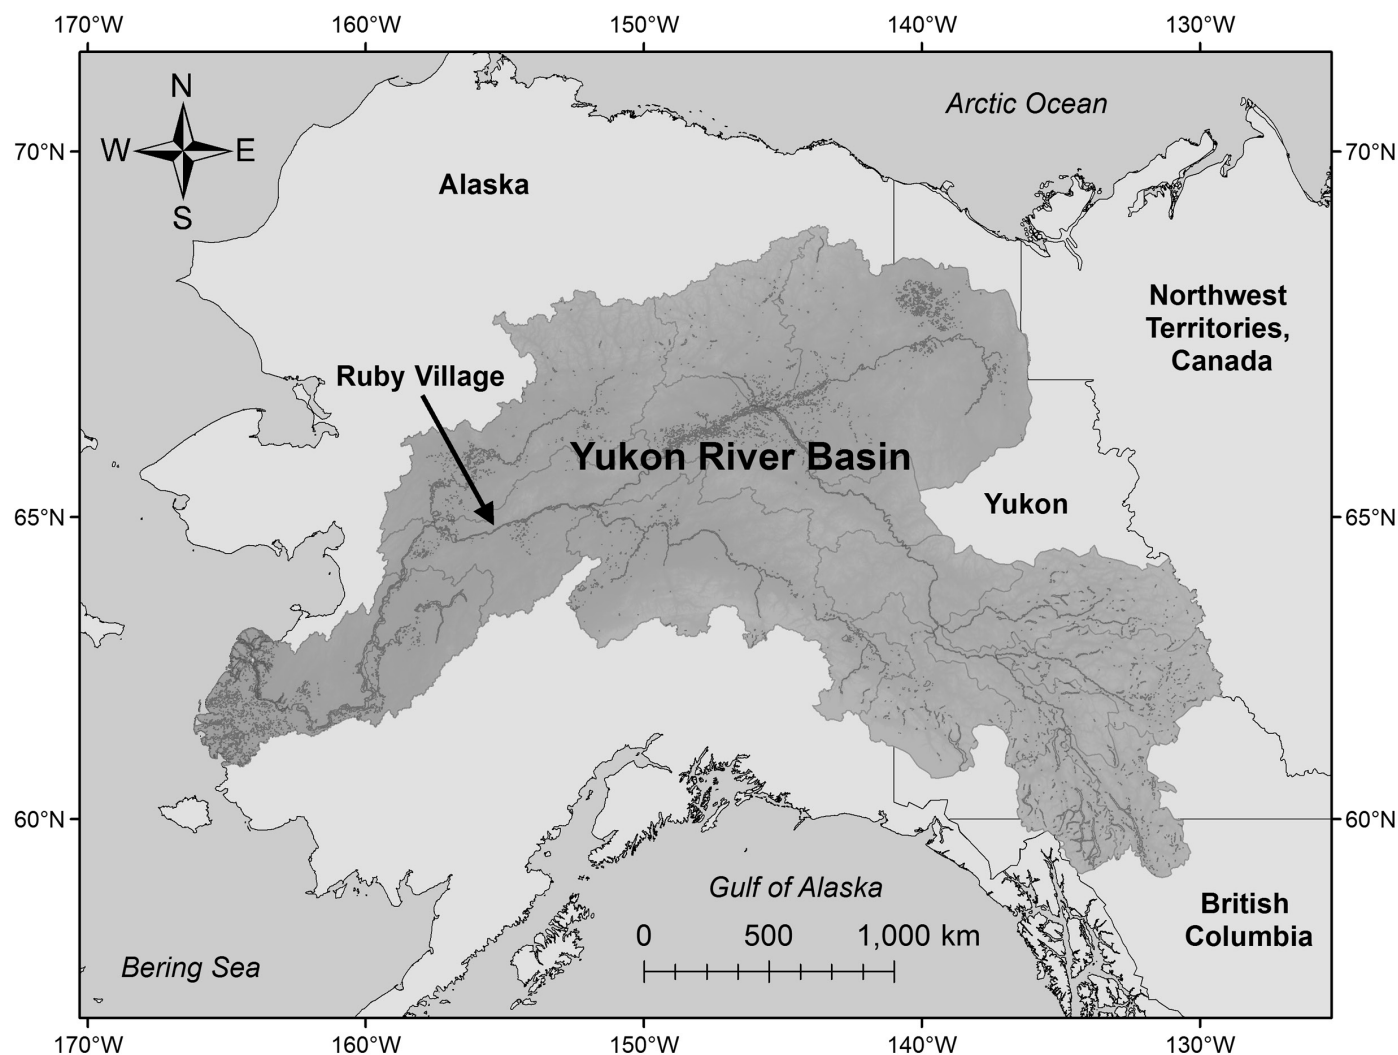 170°W 160°W 150°W 140°W 130°W
N
W E
S
Arctic Ocean
70°N 70°N
Alaska
Northwest
Territories,
Canada
Ruby Village
Yukon River Basin
Yukon
65°N 65°N
60°N 60°N
Gulf of Alaska
British
Columbia
0 500 1,000 km
Bering Sea
170°W 160°W 150°W 140°W 130°W